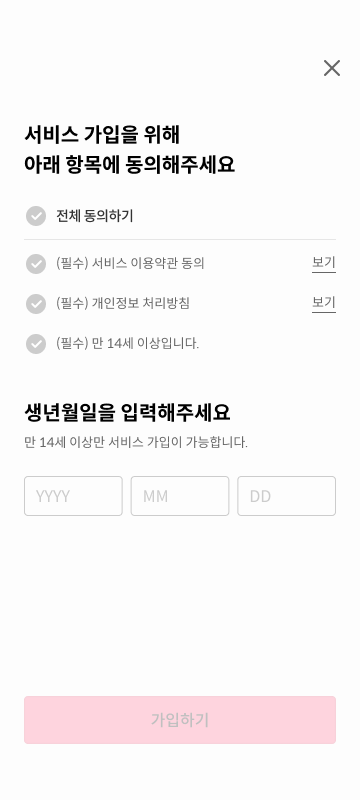 서비스 가입을 위해
아래 항목에 동의해주세요
전체 동의하기
(필수) 서비스 이용약관 동의 보기
(필수) 개인정보 처리방침 보기
(필수) 만 14세 이상입니다.
생년월일을 입력해주세요
만 14세 이상만 서비스 가입이 가능합니다.
YYYY MM DD
가입하기